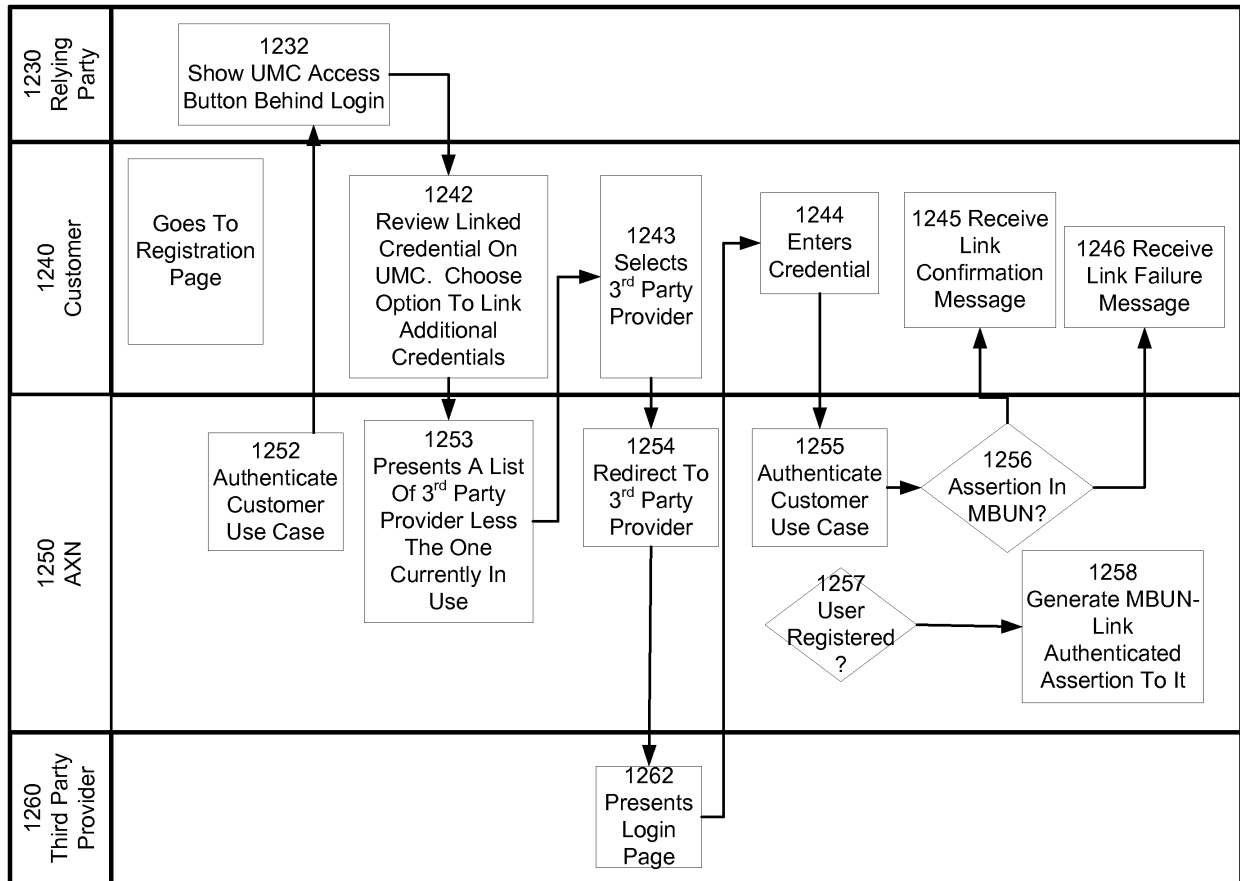 1230
Relying
Party
1232
Show UMC Access
Button Behind Login
1240
Customer
Goes To
Registration
Page
1242
Review Linked
Credential On
UMC. Choose
Option To Link
Additional
Credentials
1243
Selects
3rd Party
Provider
1244
Enters
Credential
1245 Receive
Link
Confirmation
Message
1246 Receive
Link Failure
Message
1250
AXN
1252
Authenticate
Customer
Use Case
1253
Presents A List
Of 3rd Party
Provider Less
The One
Currently In
Use
1254
Redirect To
3rd Party
Provider
1255
Authenticate
Customer
Use Case
1256
Assertion In
MBUN?
1257
User
Registered
?
1258
Generate MBUN-
Link
Authenticated
Assertion To It
1260
Third Party
Provider
1262
Presents
Login
Page